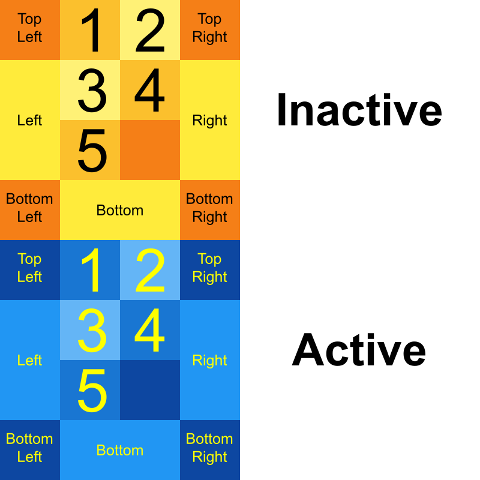 Top Left
1
2
Top Right
Left
3
4
Right
5
Inactive
Bottom Left
Bottom
Bottom Right
Top Left
1
2
Top Right
Left
3
4
Right
5
Active
Bottom Left
Bottom
Bottom Right